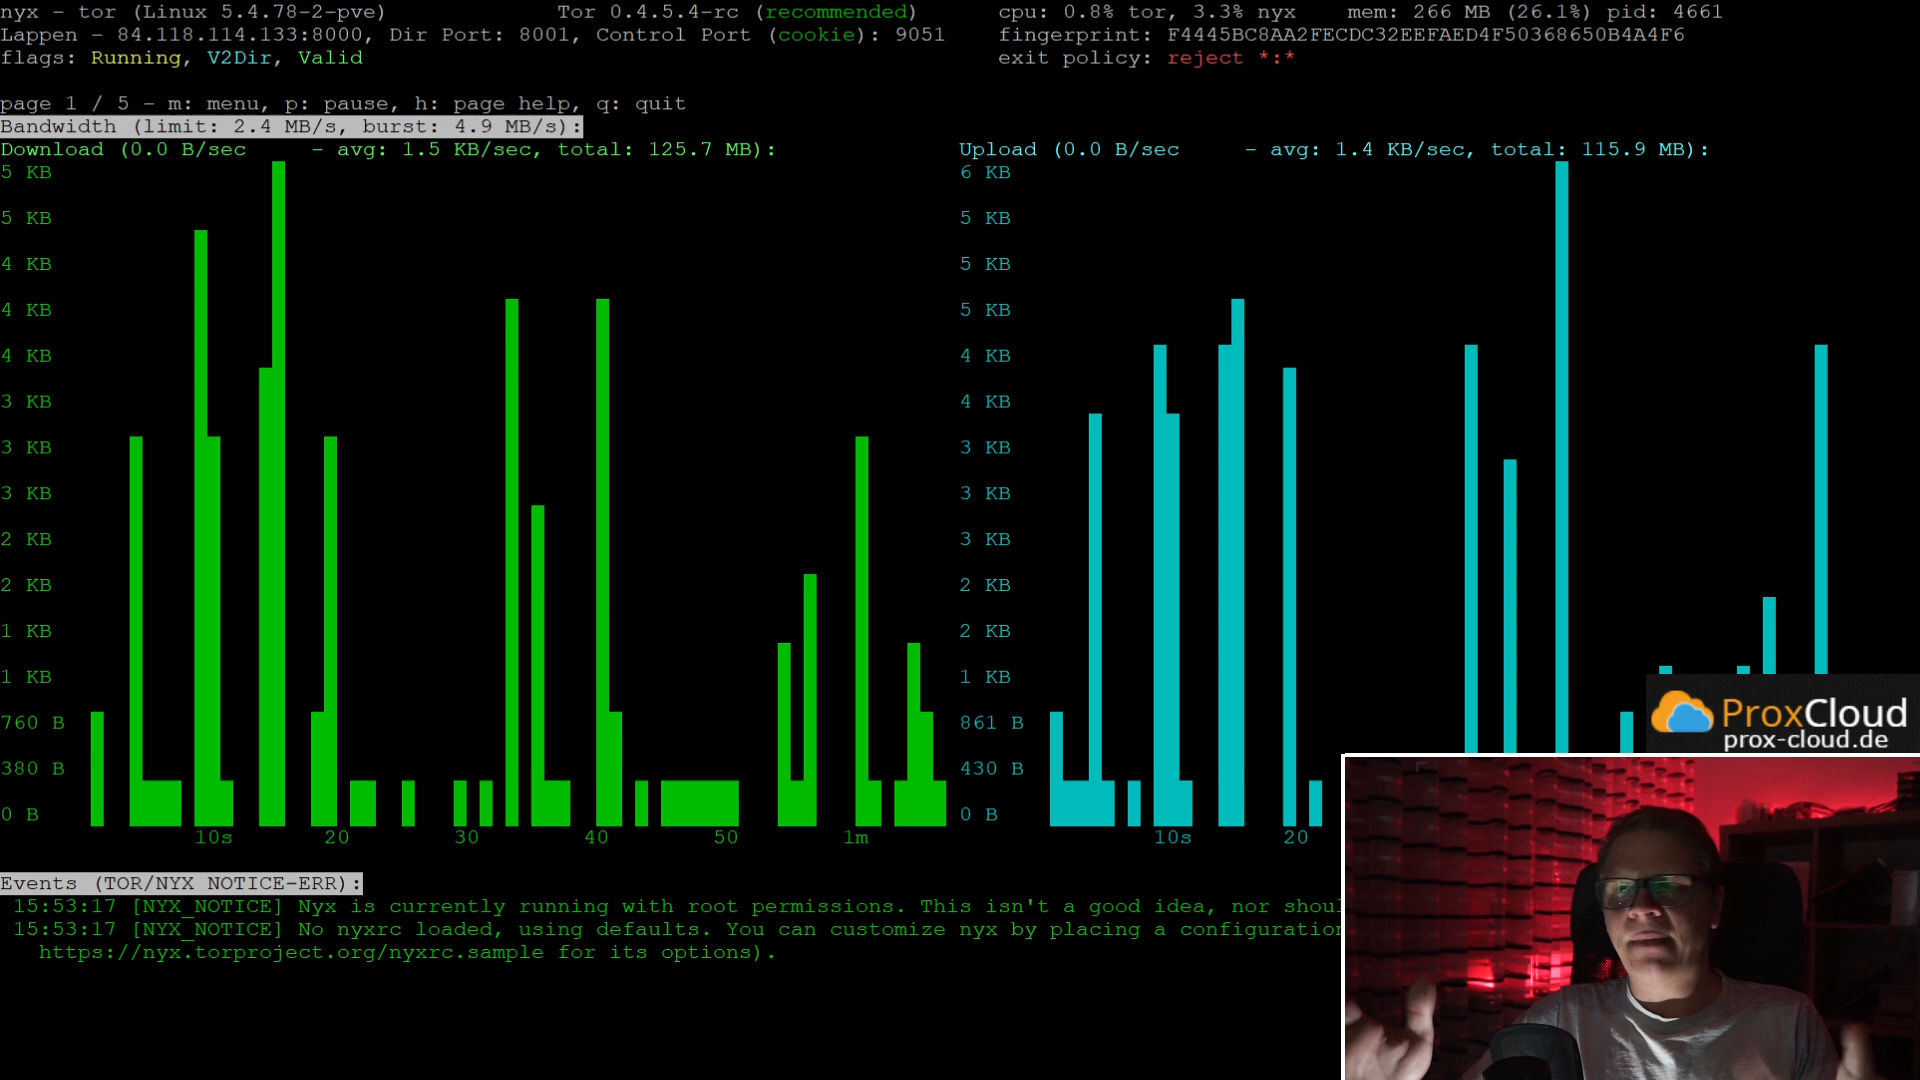 nyx - tor (Linux 5.4.78-2-pve) Tor 0.4.5.4-rc (recommended) cpu: 0.8% tor, 3.3% nyx mem: 266 MB (26.1%) pid: 4661
Lappen - 84.118.114.133:8000, Dir Port: 8001, Control Port (cookie): 9051 fingerprint: F4445BC8AA2FECDC32EEFAED4F50368650B4A4F6
flags: Running, V2Dir, Valid exit policy: reject *:*
page 1 / 5 - m: menu, p: pause, h: page help, q: quit
Bandwidth (limit: 2.4 MB/s, burst: 4.9 MB/s):
Download (0.0 B/sec - avg: 1.5 KB/sec, total: 125.7 MB): Upload (0.0 B/sec - avg: 1.4 KB/sec, total: 115.9 MB):
5 KB 6 KB
5 KB 5 KB
4 KB 5 KB
4 KB 5 KB
4 KB 4 KB
3 KB 4 KB
3 KB 3 KB
3 KB 3 KB
2 KB 3 KB
2 KB 2 KB
1 KB 2 KB
1 KB 1 KB
760 B 861 B
380 B 430 B
0 B 0 B
10s 20 30 40 50 1m 10s 20
ProxCloud
prox-cloud.de
Events (TOR/NYX NOTICE-ERR):
15:53:17 [NYX_NOTICE] Nyx is currently running with root permissions. This isn't a good idea, nor shoul
15:53:17 [NYX_NOTICE] No nyxrc loaded, using defaults. You can customize nyx by placing a configuration
https://nyx.torproject.org/nyxrc.sample for its options).